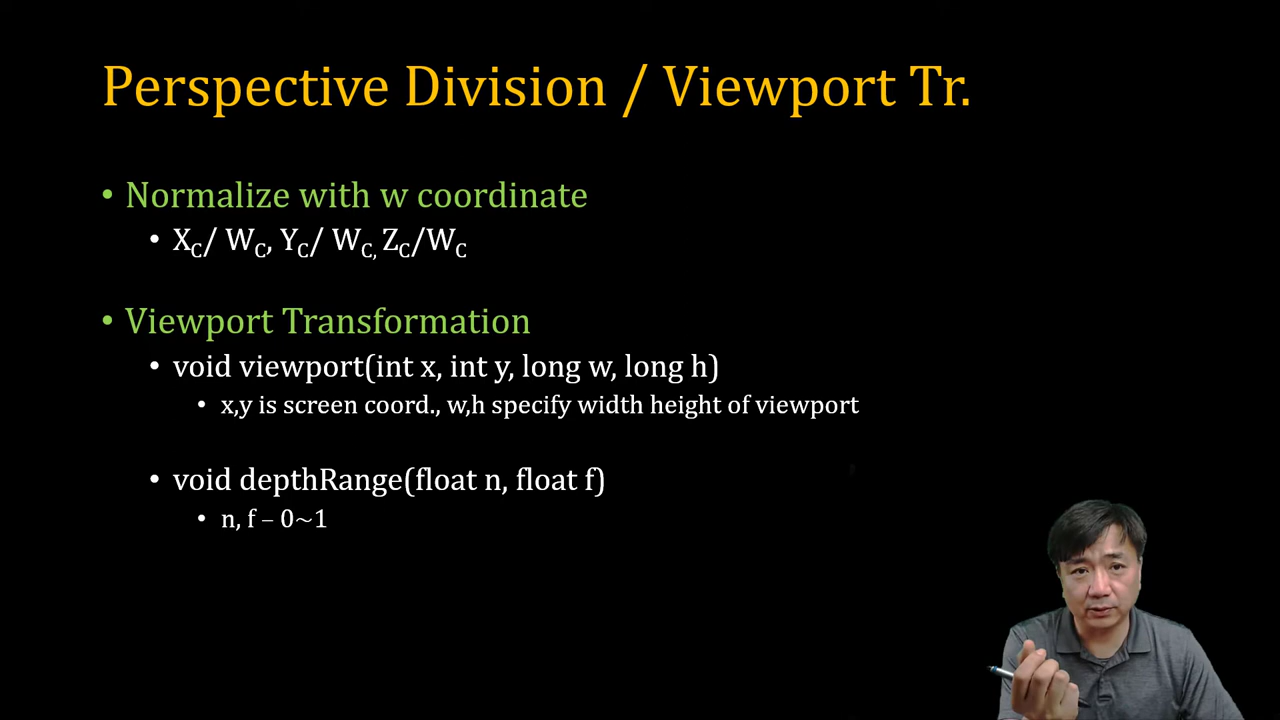 Perspective Division / Viewport Tr.
• Normalize with w coordinate
• XC/ WC, YC/ WC, ZC/WC
• Viewport Transformation
• void viewport(int x, int y, long w, long h)
• x,y is screen coord., w,h specify width height of viewport
• void depthRange(float n, float f)
• n, f – 0~1